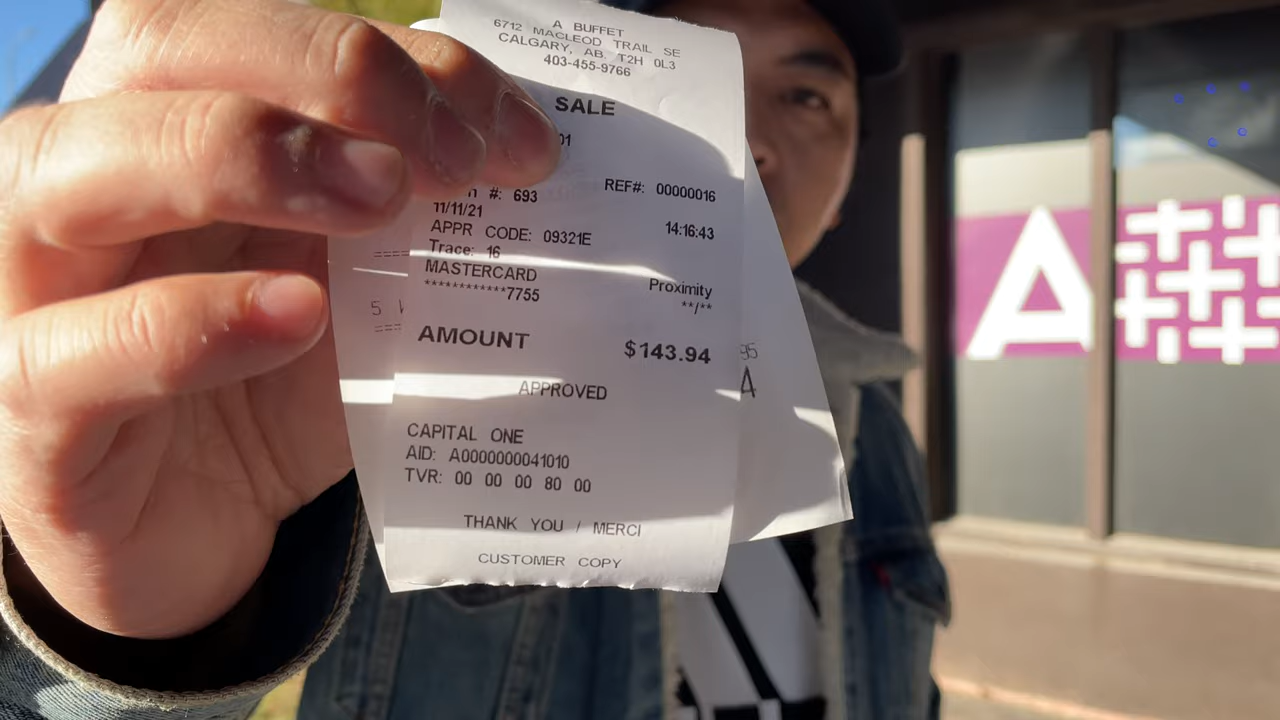 A BUFFET
6712 MACLEOD TRAIL SE
CALGARY, AB, T2H 0L3
403-455-9766
SALE
01
#: 693 REF#: 00000016
11/11/21 14:16:43
APPR CODE: 09321E
Trace: 16
MASTERCARD Proximity
************7755 **/**
AMOUNT $143.94
APPROVED
CAPITAL ONE
AID: A0000000041010
TVR: 00 00 00 80 00
THANK YOU / MERCI
CUSTOMER COPY
A